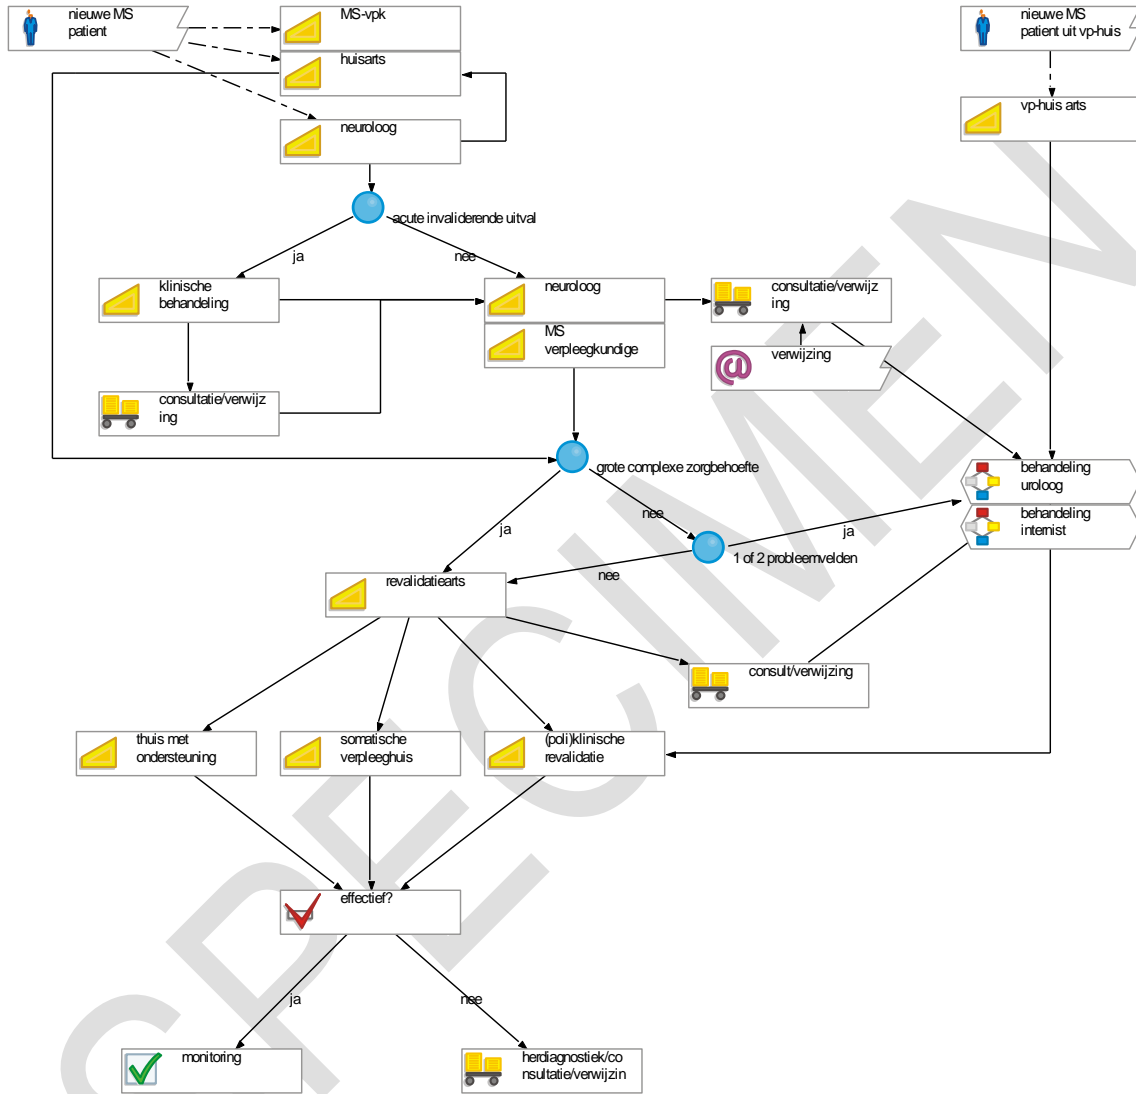 nieuwe MS
patient
MS-vpk
huisarts
neuroloog
nieuwe MS
patient uit vp-huis
vp-huis arts
acute invaliderende uitval
ja
nee
klinische
behandeling
neuroloog
MS
verpleegkundige
consultatie/verwijz
ing
@ verwijzing
consultatie/verwijz
ing
grote complexe zorgbehoefte
behandeling
uroloog
behandeling
internist
ja
nee
ja
1 of 2 probleemvelden
nee
revalidatiearts
consult/verwijzing
thuis met
ondersteuning
somatische
verpleeghuis
(poli)klinische
revalidatie
effectief?
ja
nee
monitoring
herdiagnostiek/co
nsultatie/verwijzin
SPECIMEN